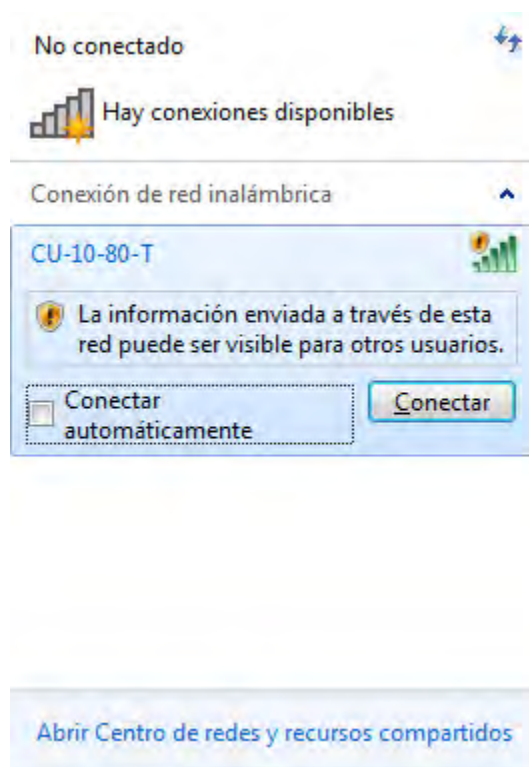 No conectado
Hay conexiones disponibles
Conexión de red inalámbrica
CU-10-80-T
La información enviada a través de esta
red puede ser visible para otros usuarios.
Conectar
automáticamente
Conectar
Abrir Centro de redes y recursos compartidos